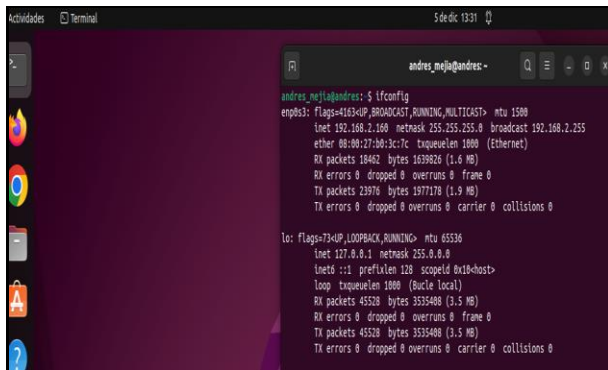 Actividades Terminal 5 de dic 13:31
andres_mejia@andres: ~
andres_mejia@andres:~$ ifconfig
enp0s3: flags=4163<UP,BROADCAST,RUNNING,MULTICAST> mtu 1500
inet 192.168.2.160 netmask 255.255.255.0 broadcast 192.168.2.255
ether 08:00:27:b0:3c:7c txqueuelen 1000 (Ethernet)
RX packets 18462 bytes 1639826 (1.6 MB)
RX errors 0 dropped 0 overruns 0 frame 0
TX packets 23976 bytes 1977178 (1.9 MB)
TX errors 0 dropped 0 overruns 0 carrier 0 collisions 0
lo: flags=73<UP,LOOPBACK,RUNNING> mtu 65536
inet 127.0.0.1 netmask 255.0.0.0
inet6 ::1 prefixlen 128 scopeid 0x10<host>
loop txqueuelen 1000 (Bucle local)
RX packets 45528 bytes 3535408 (3.5 MB)
RX errors 0 dropped 0 overruns 0 frame 0
TX packets 45528 bytes 3535408 (3.5 MB)
TX errors 0 dropped 0 overruns 0 carrier 0 collisions 0